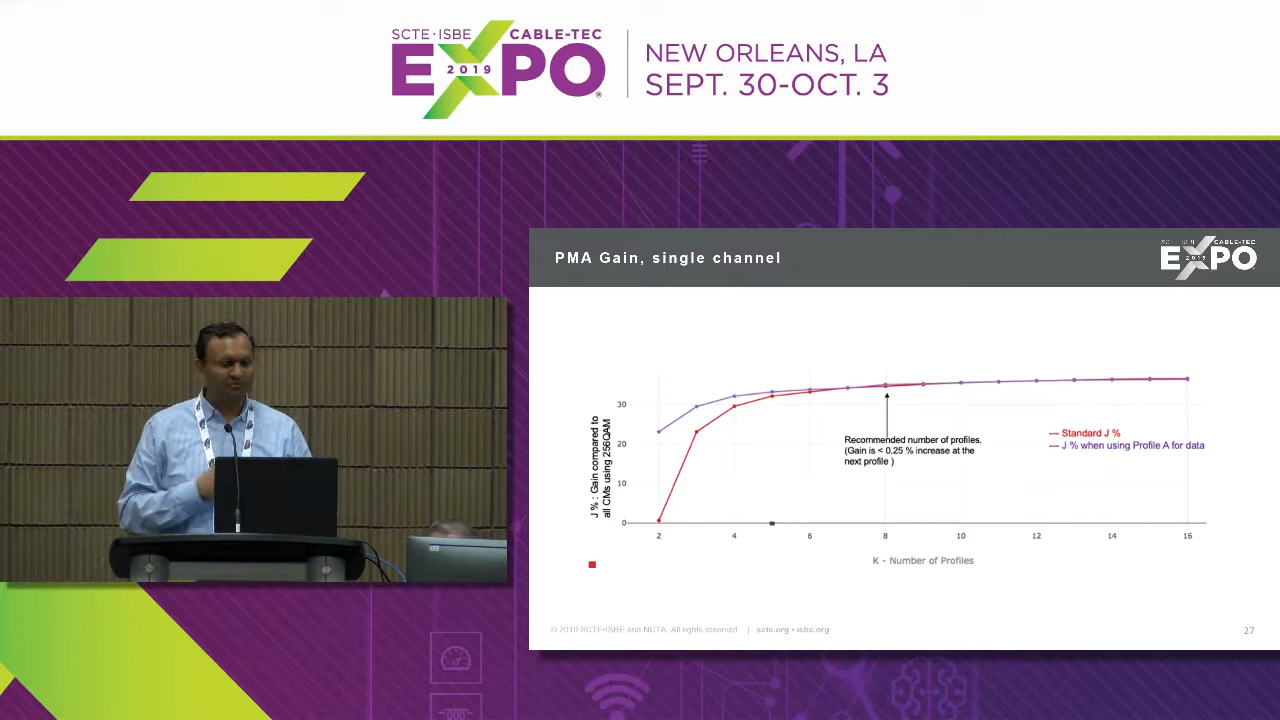 SCTE·ISBE CABLE-TEC
EXPO
2019
NEW ORLEANS, LA
SEPT. 30-OCT. 3
PMA Gain, single channel
CABLE-TEC
EXPO
2019
J % : Gain compared to
all CMs using 256QAM
30
20
10
0
Recommended number of profiles.
(Gain is < 0.25 % increase at the
next profile )
--- Standard J %
--- J % when using Profile A for data
2 4 6 8 10 12 14 16
K - Number of Profiles
© 2019 SCTE•ISBE and NCTA. All rights reserved. | scte.org • isbe.org
27